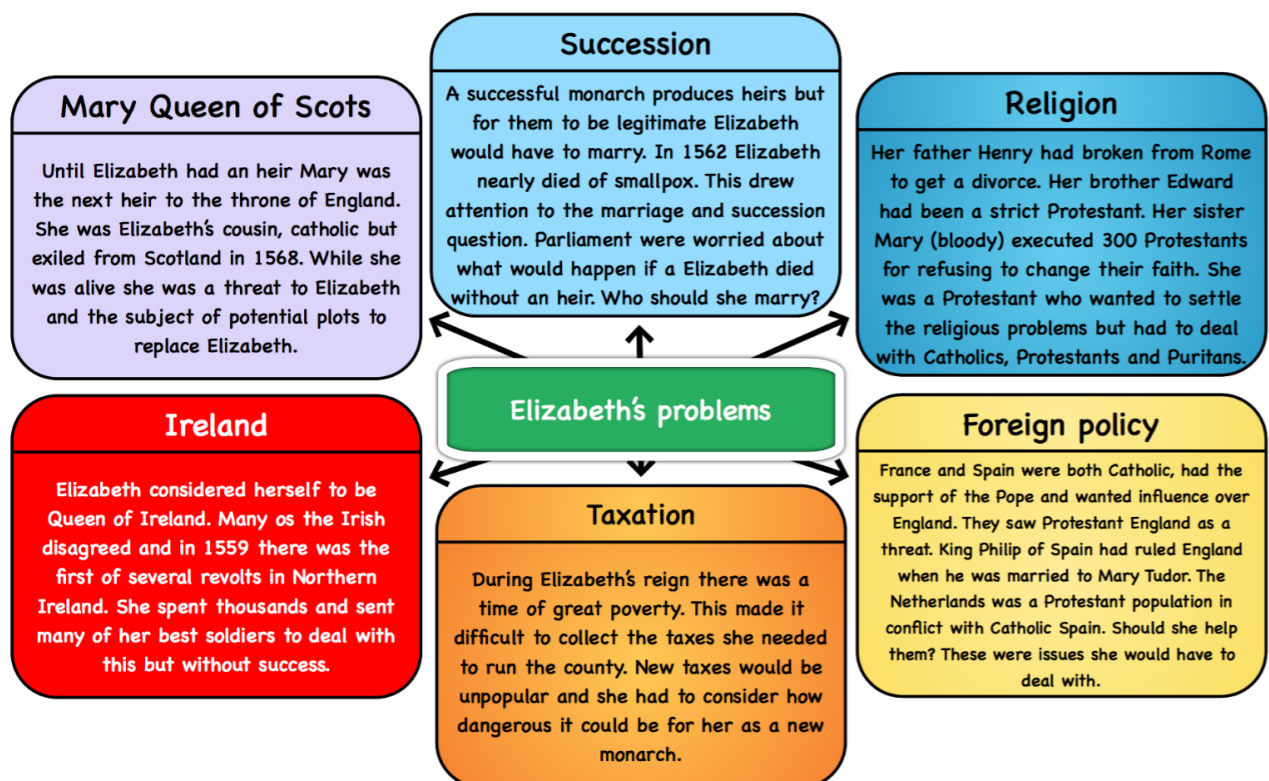 Succession
A successful monarch produces heirs but
for them to be legitimate Elizabeth
would have to marry. In 1562 Elizabeth
nearly died of smallpox. This drew
attention to the marriage and succession
question. Parliament were worried about
what would happen if a Elizabeth died
without an heir. Who should she marry?
Mary Queen of Scots
Until Elizabeth had an heir Mary was
the next heir to the throne of England.
She was Elizabeth's cousin, catholic but
exiled from Scotland in 1568. While she
was alive she was a threat to Elizabeth
and the subject of potential plots to
replace Elizabeth.
Religion
Her father Henry had broken from Rome
to get a divorce. Her brother Edward
had been a strict Protestant. Her sister
Mary (bloody) executed 300 Protestants
for refusing to change their faith. She
was a Protestant who wanted to settle
the religious problems but had to deal
with Catholics, Protestants and Puritans.
Elizabeth's problems
Ireland
Elizabeth considered herself to be
Queen of Ireland. Many os the Irish
disagreed and in 1559 there was the
first of several revolts in Northern
Ireland. She spent thousands and sent
many of her best soldiers to deal with
this but without success.
Taxation
During Elizabeth's reign there was a
time of great poverty. This made it
difficult to collect the taxes she needed
to run the county. New taxes would be
unpopular and she had to consider how
dangerous it could be for her as a new
monarch.
Foreign policy
France and Spain were both Catholic, had the
support of the Pope and wanted influence over
England. They saw Protestant England as a
threat. King Philip of Spain had ruled England
when he was married to Mary Tudor. The
Netherlands was a Protestant population in
conflict with Catholic Spain. Should she help
them? These were issues she would have to
deal with.